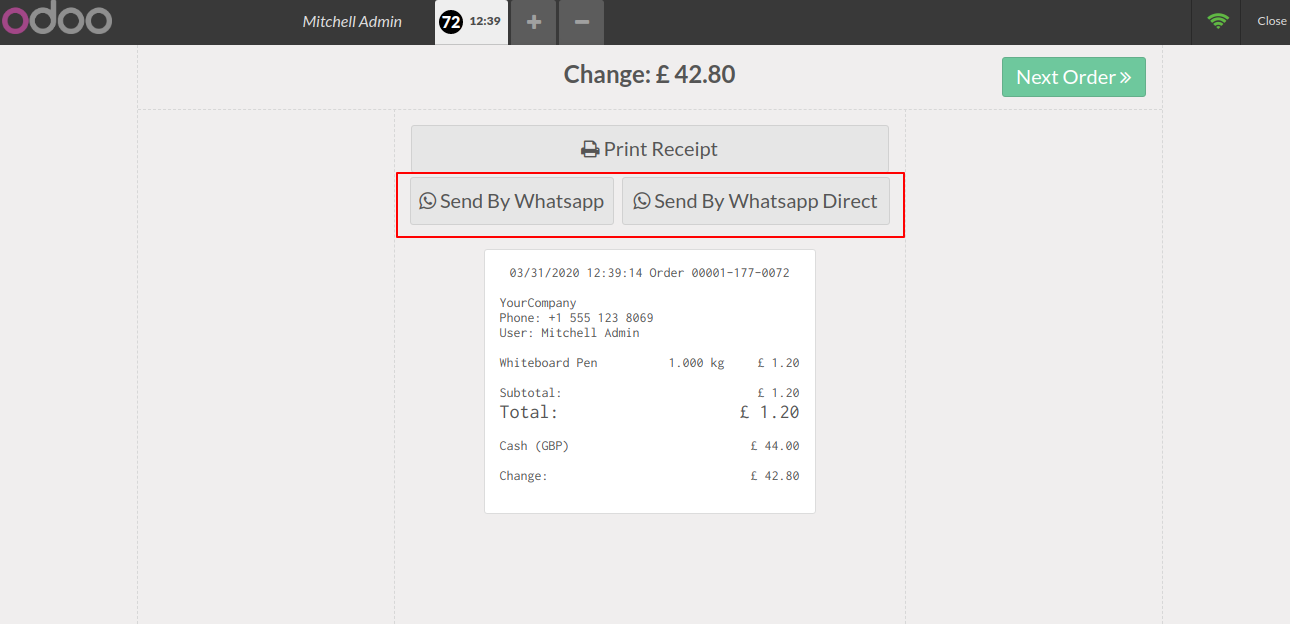 odoo Mitchell Admin 72 12:39 + − Close
Change: £ 42.80 Next Order »
Print Receipt
Send By Whatsapp Send By Whatsapp Direct
03/31/2020 12:39:14 Order 00001-177-0072
YourCompany
Phone: +1 555 123 8069
User: Mitchell Admin
Whiteboard Pen 1.000 kg £ 1.20
Subtotal: £ 1.20
Total: £ 1.20
Cash (GBP) £ 44.00
Change: £ 42.80